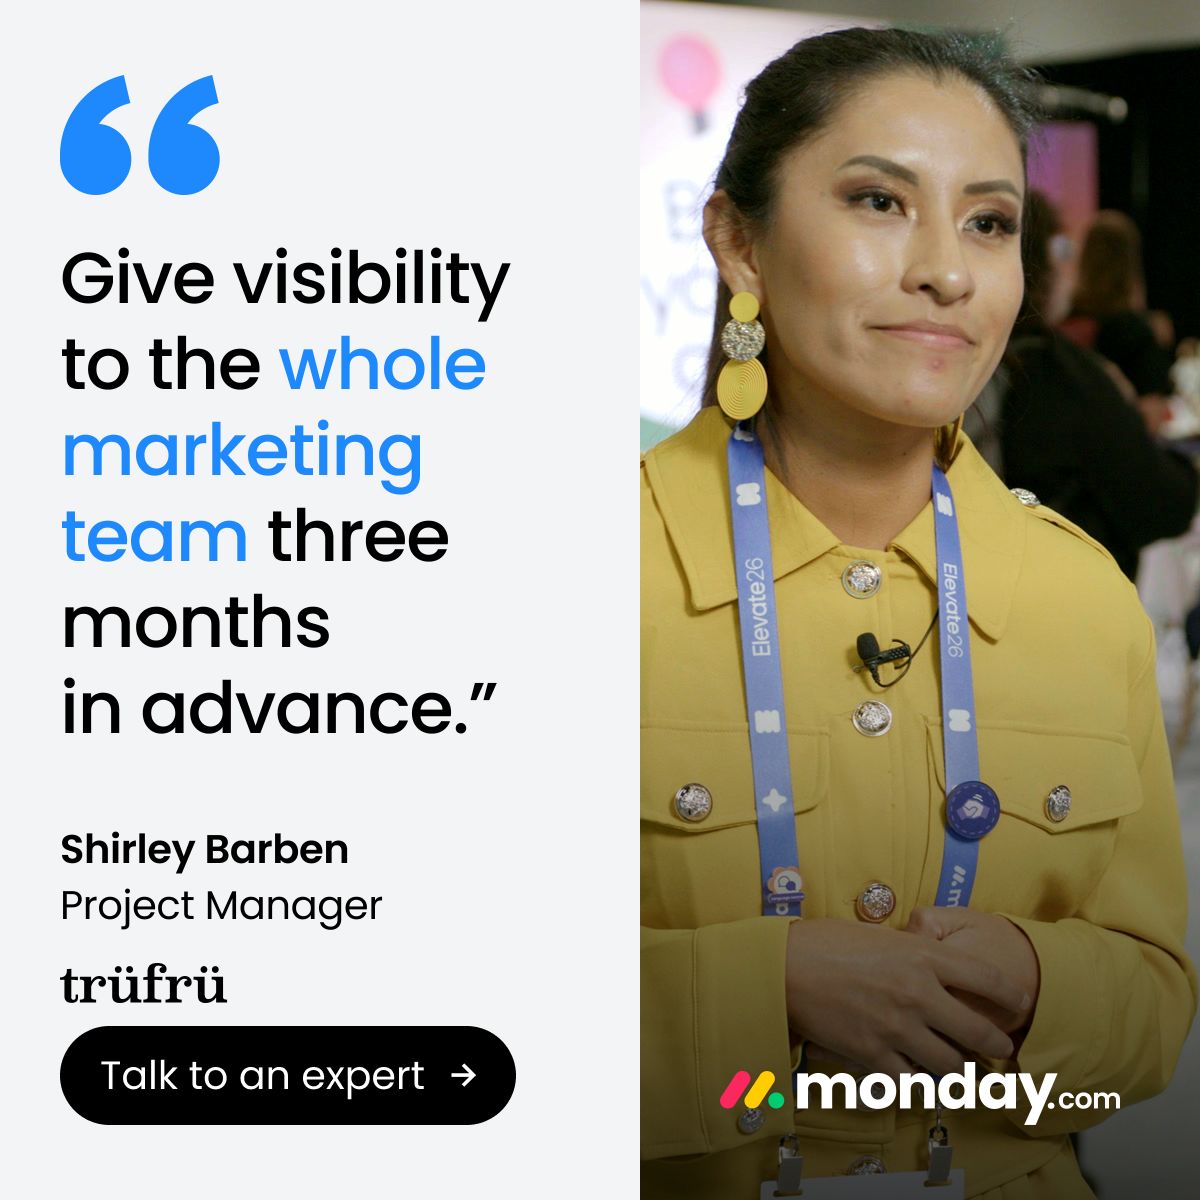 “
Give visibility
to the whole
marketing
team three
months
in advance.”
Shirley Barben
Project Manager
trüfrü
Talk to an expert →
Elevate26
Elevate26
monday.com